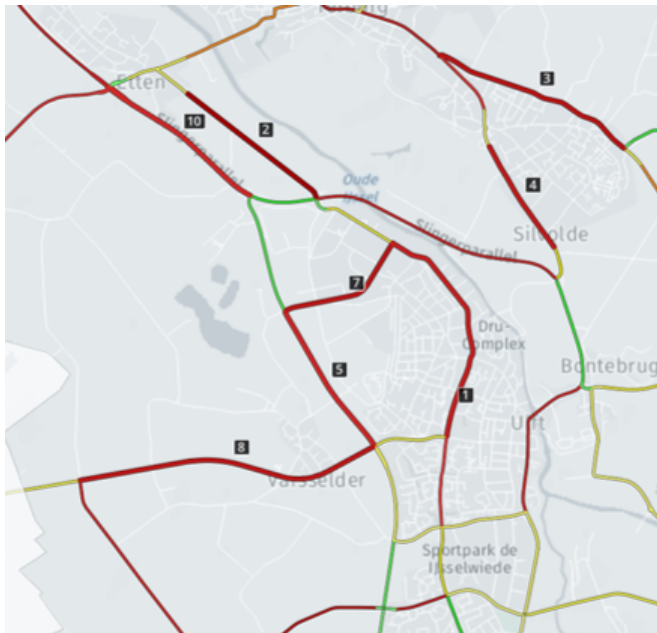 3
Etten
10
2
Slingerparallel
Oude
IJssel
4
Slingerparallel
Silvolde
7
Dru-
Complex
5
1
Bontebrug
Ulft
8
Varsselder
Sportpark de
IJsselwiede